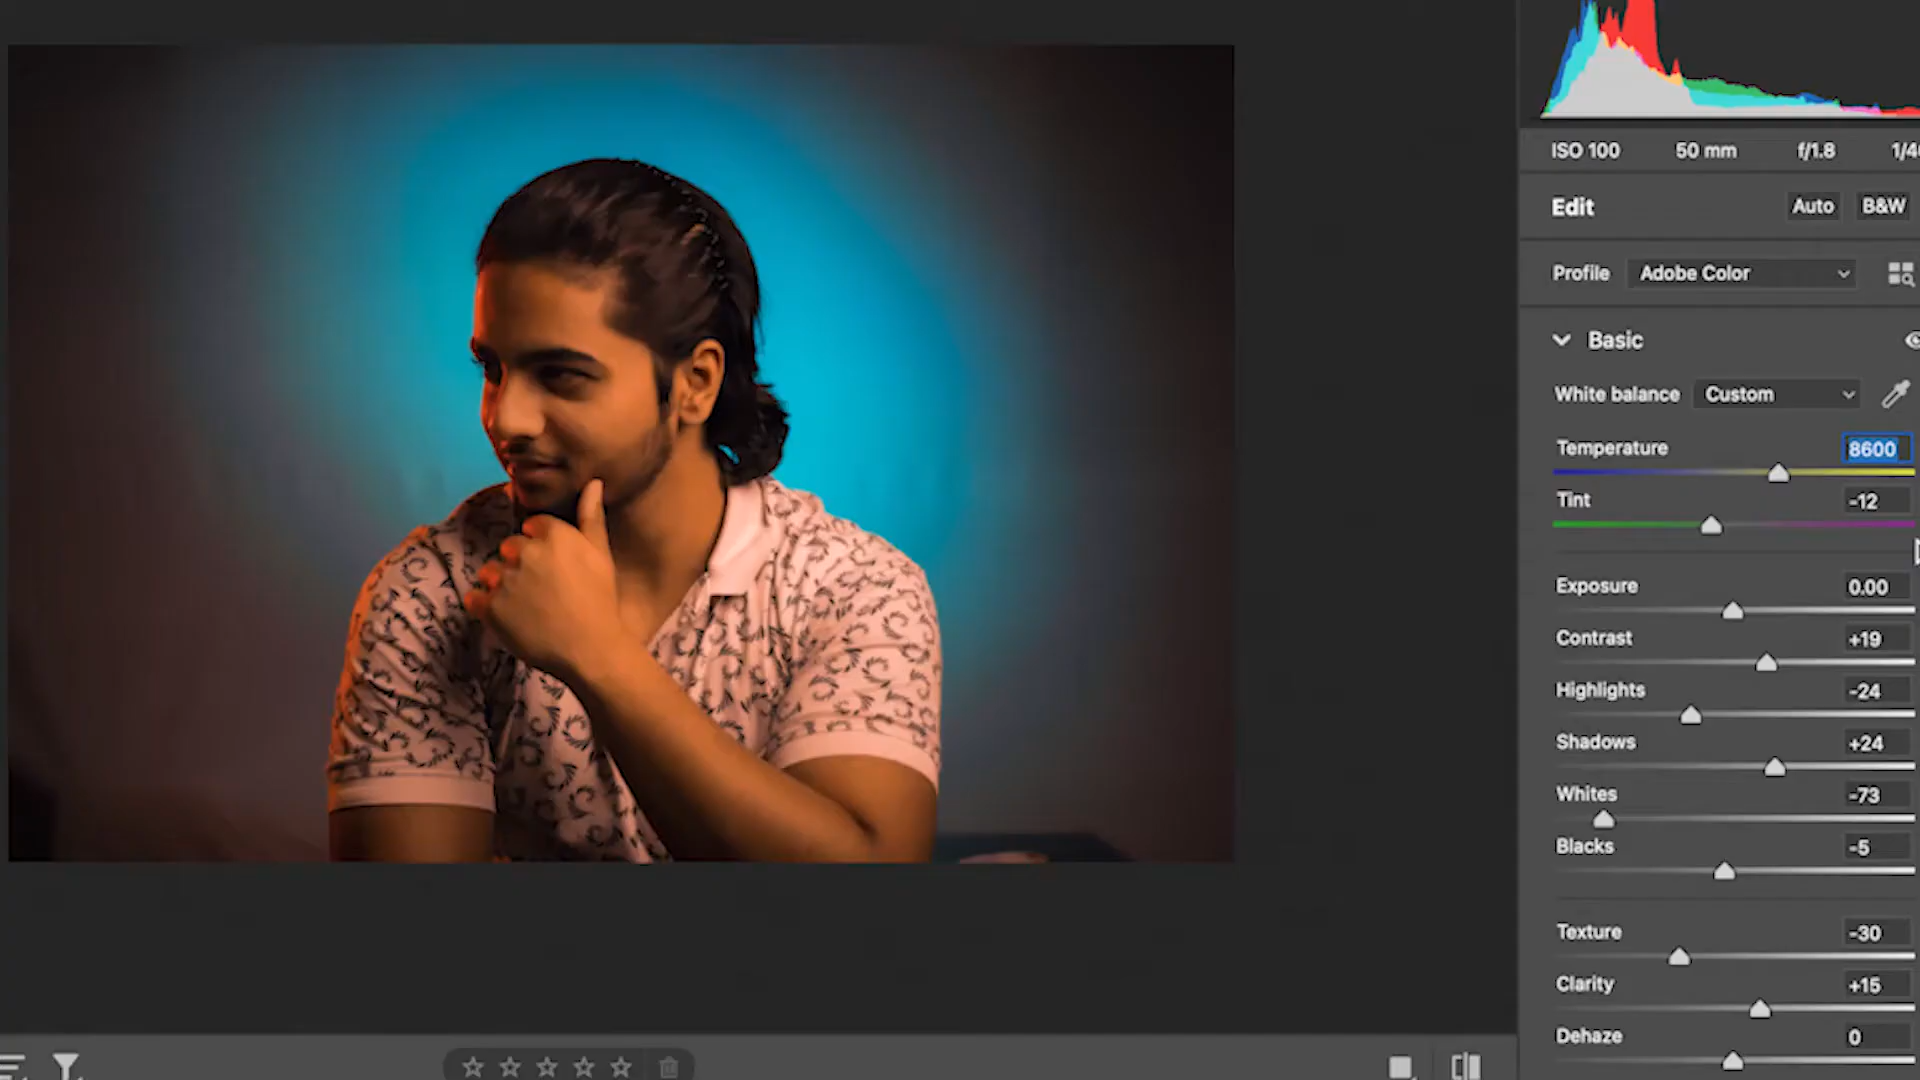 ISO 100 50 mm f/1.8 1/40
Edit Auto B&W
Profile Adobe Color
Basic
White balance Custom
Temperature 8600
Tint -12
Exposure 0.00
Contrast +19
Highlights -24
Shadows +24
Whites -73
Blacks -5
Texture -30
Clarity +15
Dehaze 0